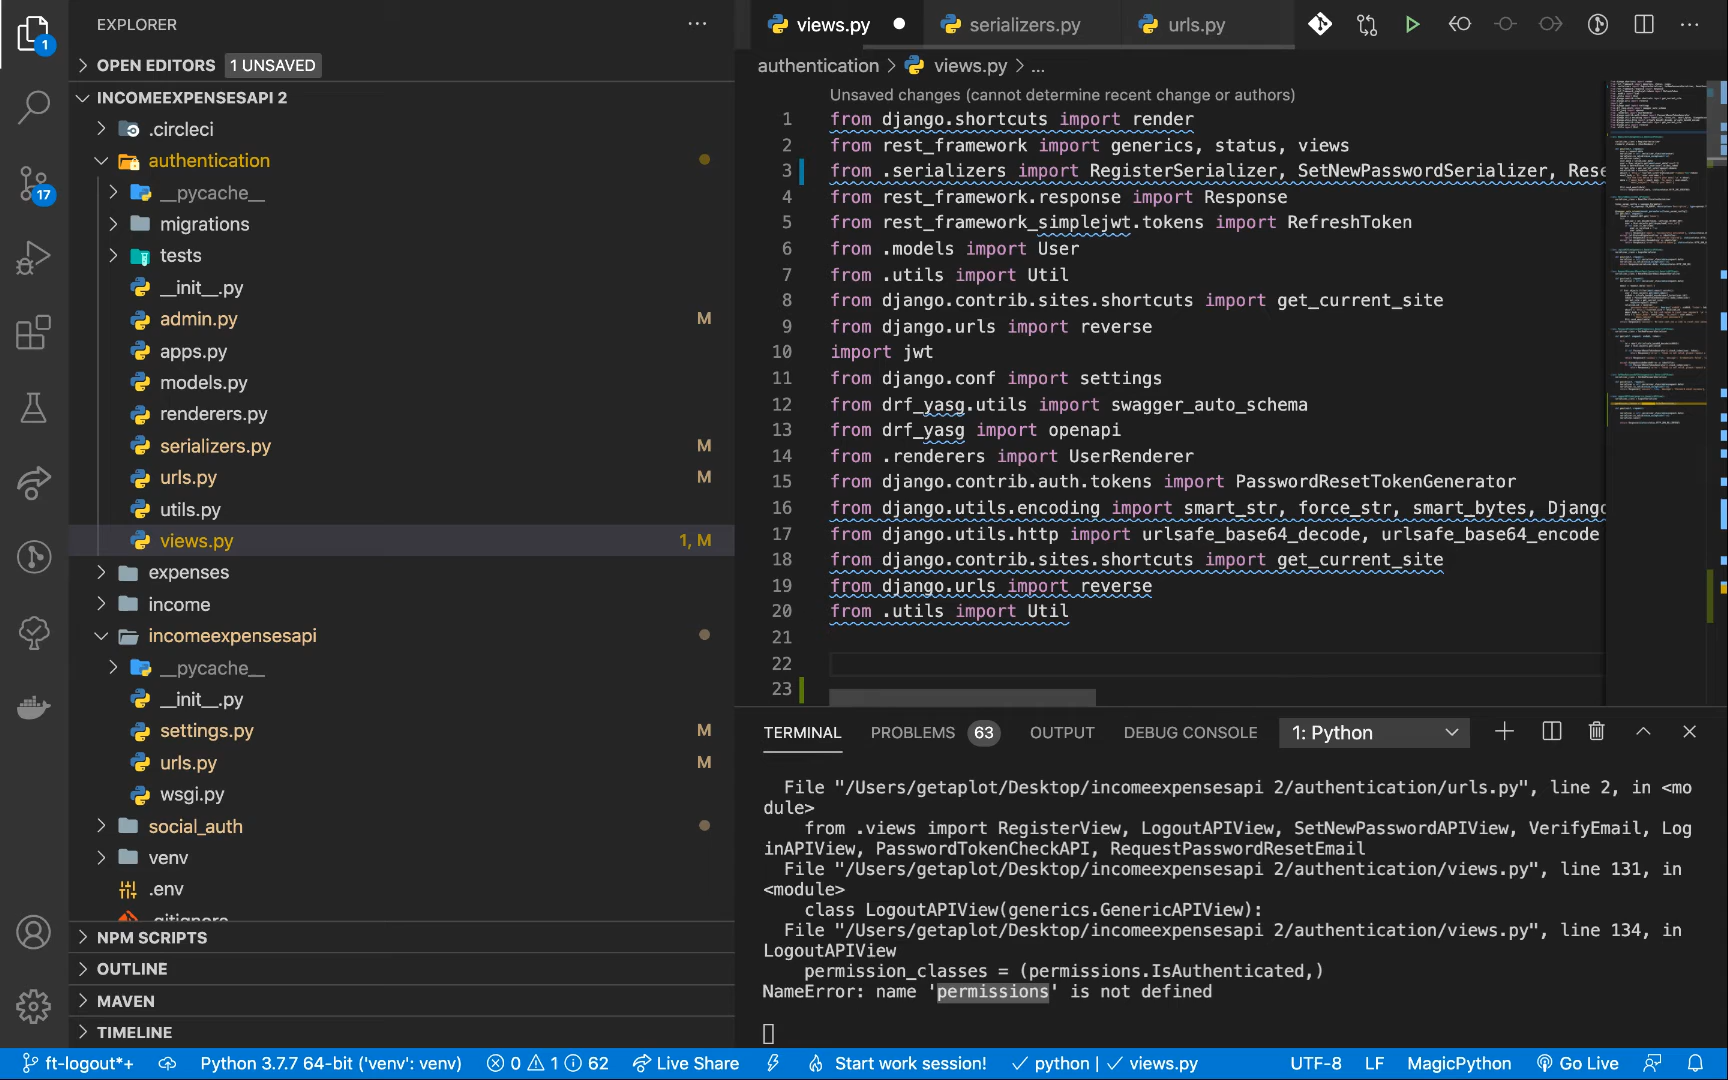 EXPLORER
OPEN EDITORS 1 UNSAVED
INCOMEEXPENSESAPI 2
.circleci
authentication
__pycache__
migrations
tests
__init__.py
admin.py M
apps.py
models.py
renderers.py
serializers.py M
urls.py M
utils.py
views.py 1, M
expenses
income
incomeexpensesapi
__pycache__
__init__.py
settings.py M
urls.py M
wsgi.py
social_auth
venv
.env
.gitignore
NPM SCRIPTS
OUTLINE
MAVEN
TIMELINE
1
17
views.py serializers.py urls.py
authentication > views.py > ...
Unsaved changes (cannot determine recent change or authors)
1 from django.shortcuts import render
2 from rest_framework import generics, status, views
3 from .serializers import RegisterSerializer, SetNewPasswordSerializer, Rese
4 from rest_framework.response import Response
5 from rest_framework_simplejwt.tokens import RefreshToken
6 from .models import User
7 from .utils import Util
8 from django.contrib.sites.shortcuts import get_current_site
9 from django.urls import reverse
10 import jwt
11 from django.conf import settings
12 from drf_yasg.utils import swagger_auto_schema
13 from drf_yasg import openapi
14 from .renderers import UserRenderer
15 from django.contrib.auth.tokens import PasswordResetTokenGenerator
16 from django.utils.encoding import smart_str, force_str, smart_bytes, Django
17 from django.utils.http import urlsafe_base64_decode, urlsafe_base64_encode
18 from django.contrib.sites.shortcuts import get_current_site
19 from django.urls import reverse
20 from .utils import Util
21
22
23
TERMINAL PROBLEMS 63 OUTPUT DEBUG CONSOLE 1: Python
File "/Users/getaplot/Desktop/incomeexpensesapi 2/authentication/urls.py", line 2, in <mo
dule>
from .views import RegisterView, LogoutAPIView, SetNewPasswordAPIView, VerifyEmail, Log
inAPIView, PasswordTokenCheckAPI, RequestPasswordResetEmail
File "/Users/getaplot/Desktop/incomeexpensesapi 2/authentication/views.py", line 131, in
<module>
class LogoutAPIView(generics.GenericAPIView):
File "/Users/getaplot/Desktop/incomeexpensesapi 2/authentication/views.py", line 134, in
LogoutAPIView
permission_classes = (permissions.IsAuthenticated,)
NameError: name 'permissions' is not defined
ft-logout*+ Python 3.7.7 64-bit ('venv': venv) 0 1 62 Live Share Start work session! python | views.py UTF-8 LF MagicPython Go Live